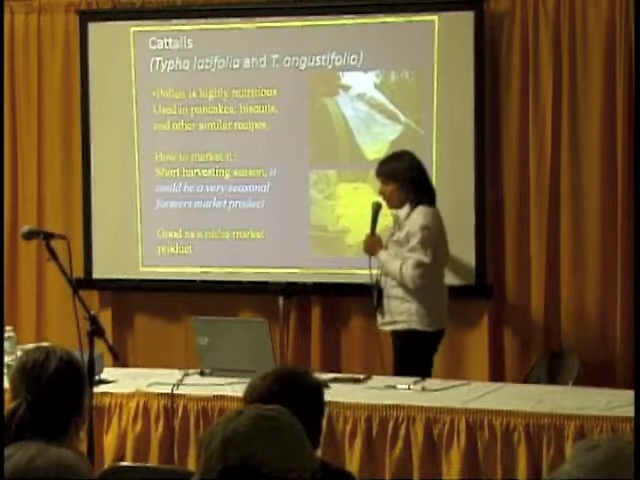 Cattails
(Typha latifolia and T. angustifolia)
•Pollen is highly nutritious
Used in pancakes, biscuits,
and other similar recipes
How to market it:
Short harvesting season, it
could be a very seasonal
farmers market product
Good as a niche market
product